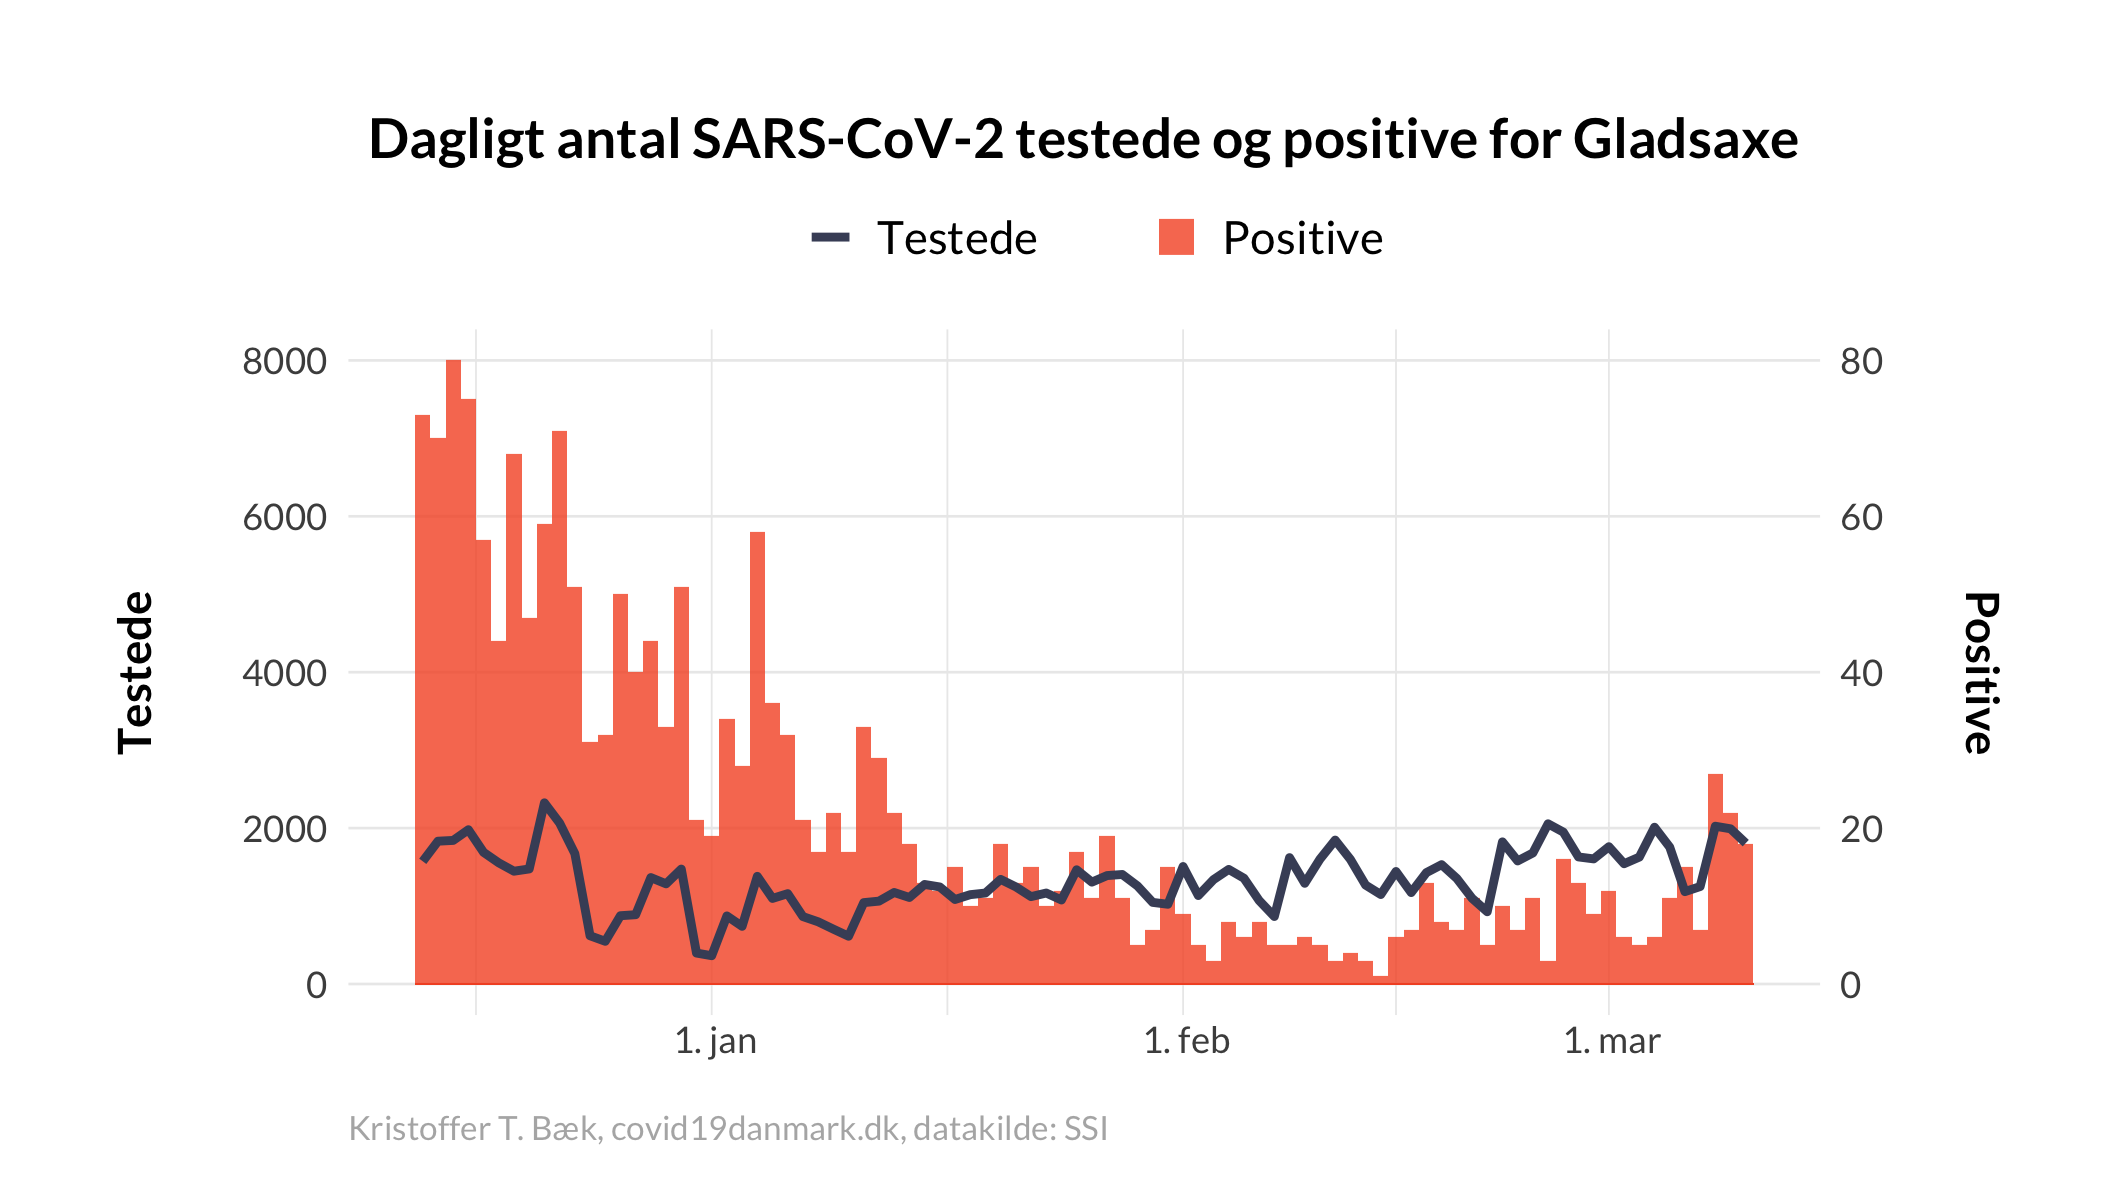 Dagligt antal SARS-CoV-2 testede og positive for Gladsaxe
Testede
Positive
8000
6000
4000
2000
0
80
60
40
20
0
Testede
Positive
1. jan
1. feb
1. mar
Kristoffer T. Bæk, covid19danmark.dk, datakilde: SSI